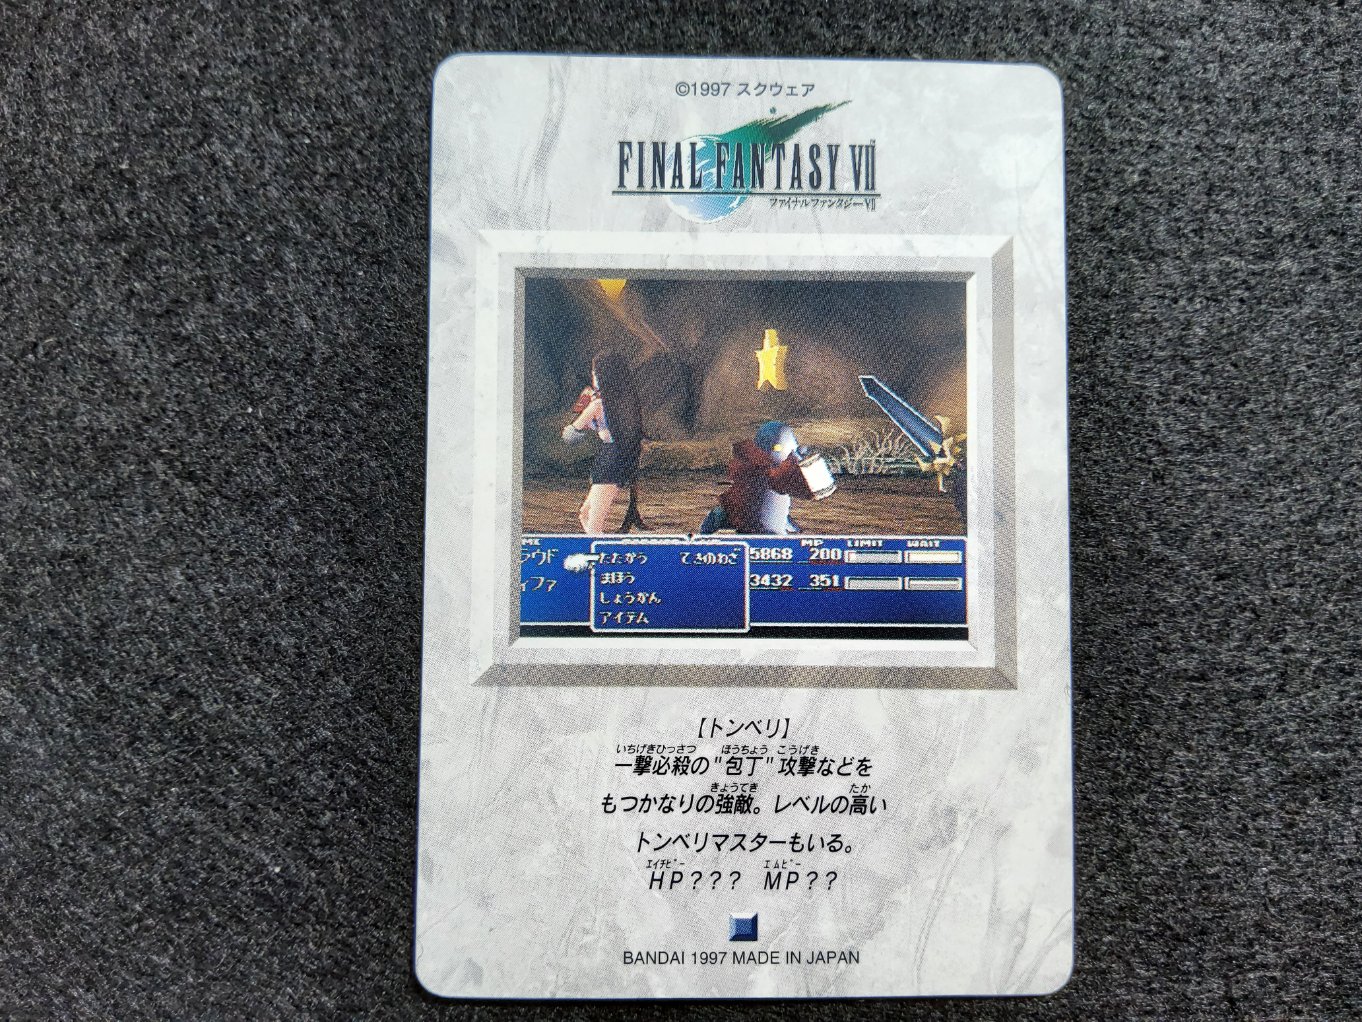 ©1997 スクウェア
FINAL FANTASY VII
ファイナルファンタジーVII
MP LIMIT WAIT
ラウド たたかう てきのわざ 5868 200
ィファ まほう 3432 351
しょうかん
アイテム
【トンベリ】
いちげきひっさつ ほうちょう こうげき
一撃必殺の"包丁"攻撃などを
きょうてき たか
もつかなりの強敵。レベルの高い
トンベリマスターもいる。
エイチピー エムピー
HP??? MP??
BANDAI 1997 MADE IN JAPAN